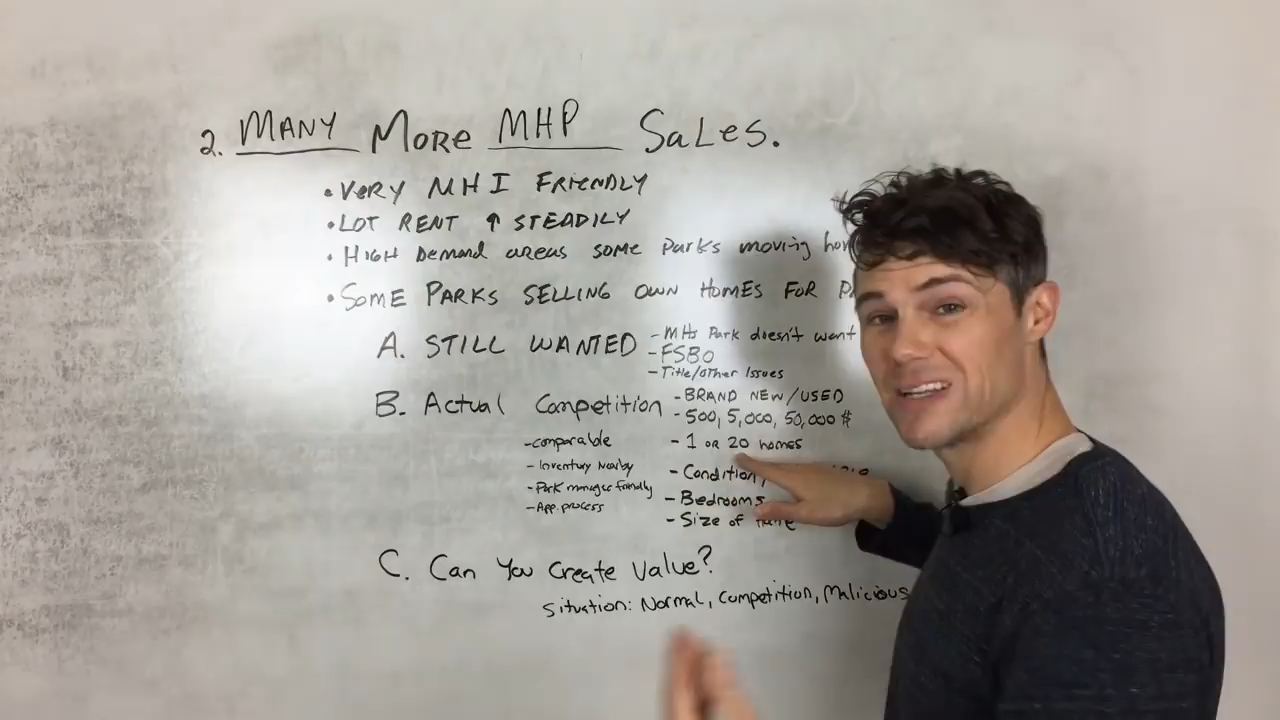 2. MANY MORE MHP SALES.
• VERY MHI FRIENDLY
• LOT RENT ↑ STEADILY
• HIGH Demand areas some Parks moving
• SOME PARKS SELLING OWN HOMES FOR
A. STILL WANTED
- MHs Park doesn't want
- FSBO
- Title/other Issues
B. Actual Competition
- BRAND NEW/USED
- 500, 5,000, 50,000 $
- 1 OR 20 homes
- Condition,
- Bedrooms
- Size of
- comparable
- Inventory Nearby
- Park manager friendly
- App. process
C. Can You Create Value?
Situation: Normal, Competition, Malicious